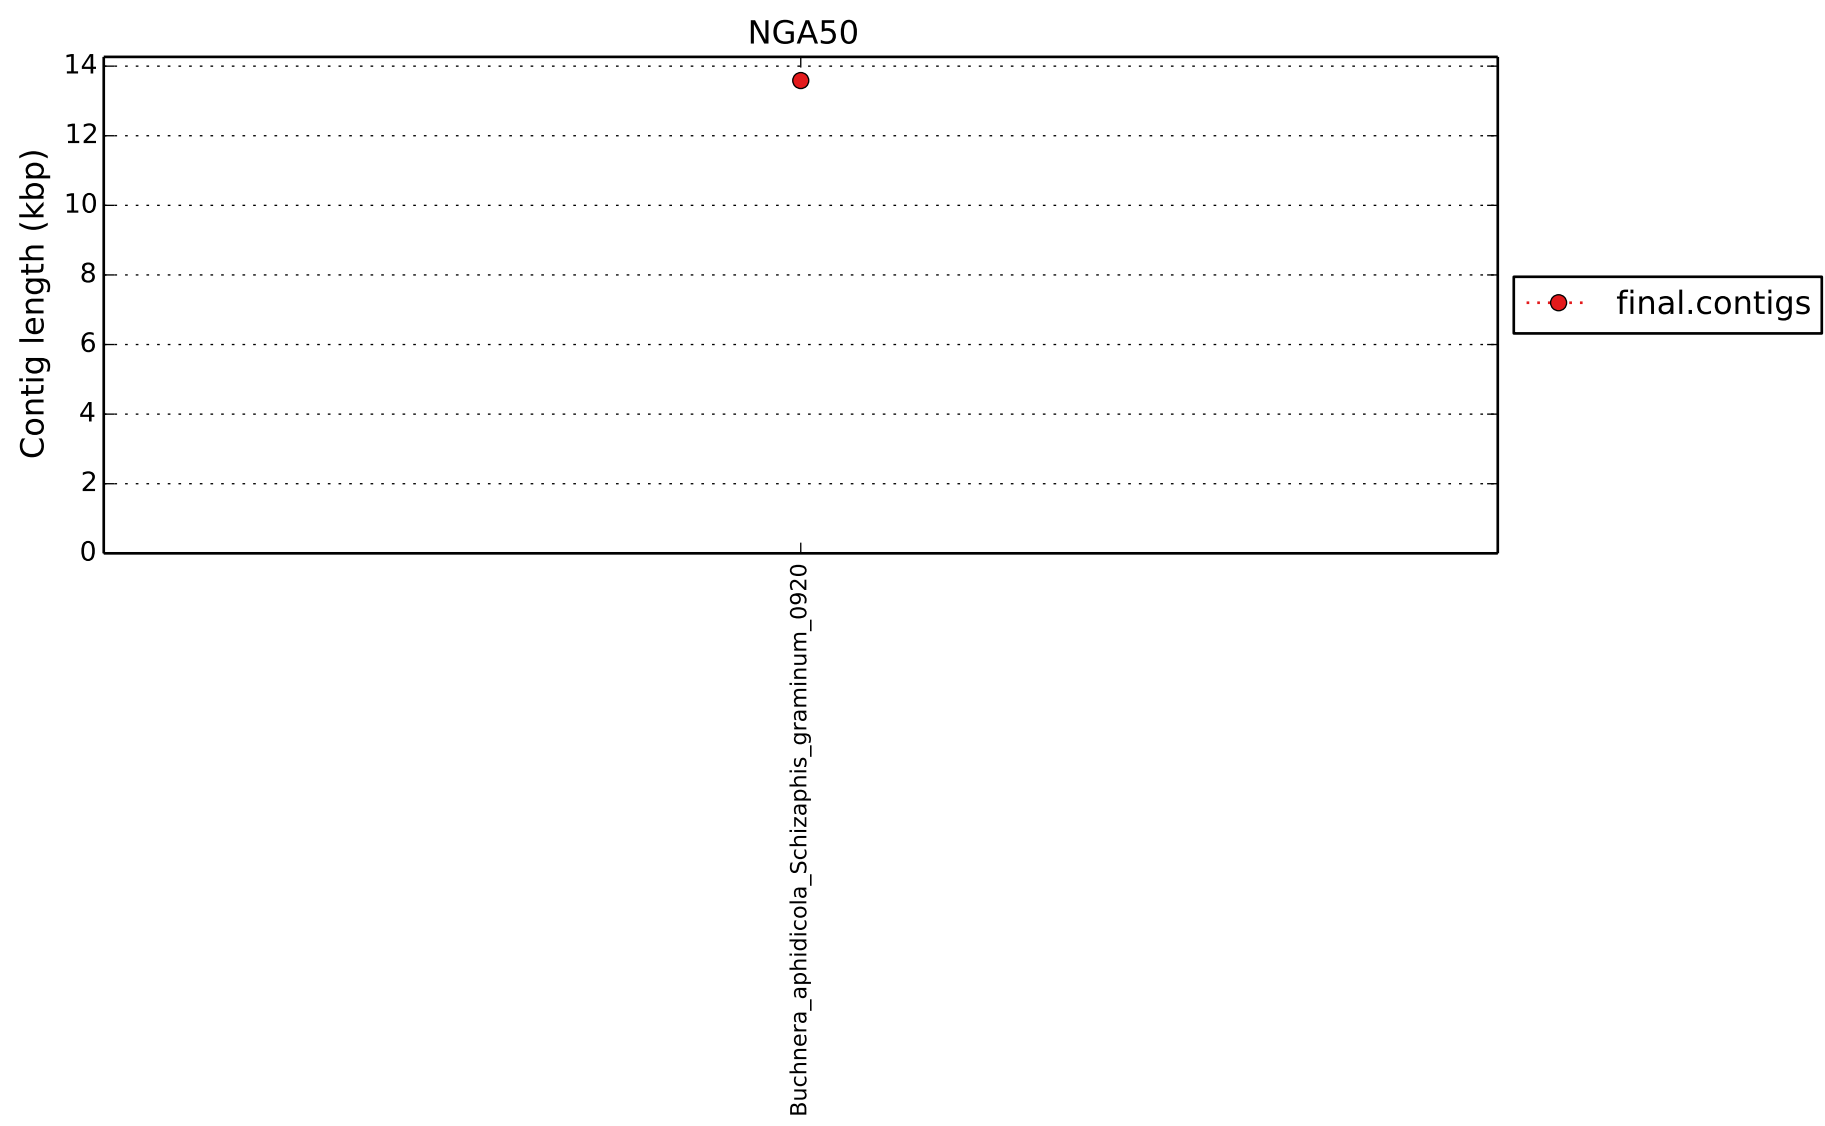 NGA50
Contig length (kbp)
14
12
10
8
6
4
2
0
final.contigs
Buchnera_aphidicola_Schizaphis_graminum_0920